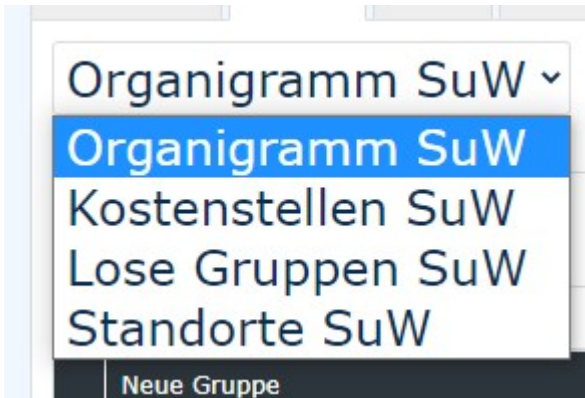 Organigramm SuW
Organigramm SuW
Kostenstellen SuW
Lose Gruppen SuW
Standorte SuW
Neue Gruppe